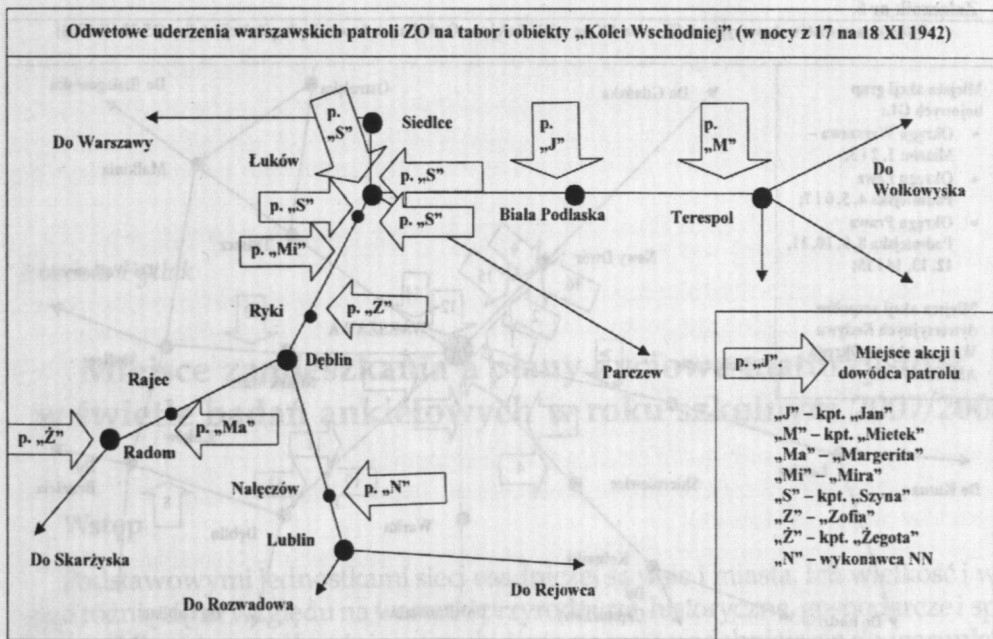 Odwetowe uderzenia warszawskich patroli ZO na tabor i obiekty „Kolei Wschodniej” (w nocy z 17 na 18 XI 1942)
Do Warszawy
p. „S”
Siedlce
Łuków
p. „S”
p. „S”
p. „S”
p. „J”
Biała Podlaska
p. „M”
Terespol
Do Wołkowyska
p. „Mi”
Ryki
p. „Z”
Dęblin
Parczew
Rajec
p. „Ż”
Radom
p. „Ma”
Nałęczów
p. „N”
Lublin
Do Skarżyska
Do Rozwadowa
Do Rejowca
p. „J”
Miejsce akcji i
dowódca patrolu
„J” – kpt. „Jan”
„M” – kpt. „Mietek”
„Ma” – „Margerita”
„Mi” – „Mira”
„S” – kpt. „Szyna”
„Z” – „Zofia”
„Ż” – kpt. „Żegota”
„N” – wykonawca NN